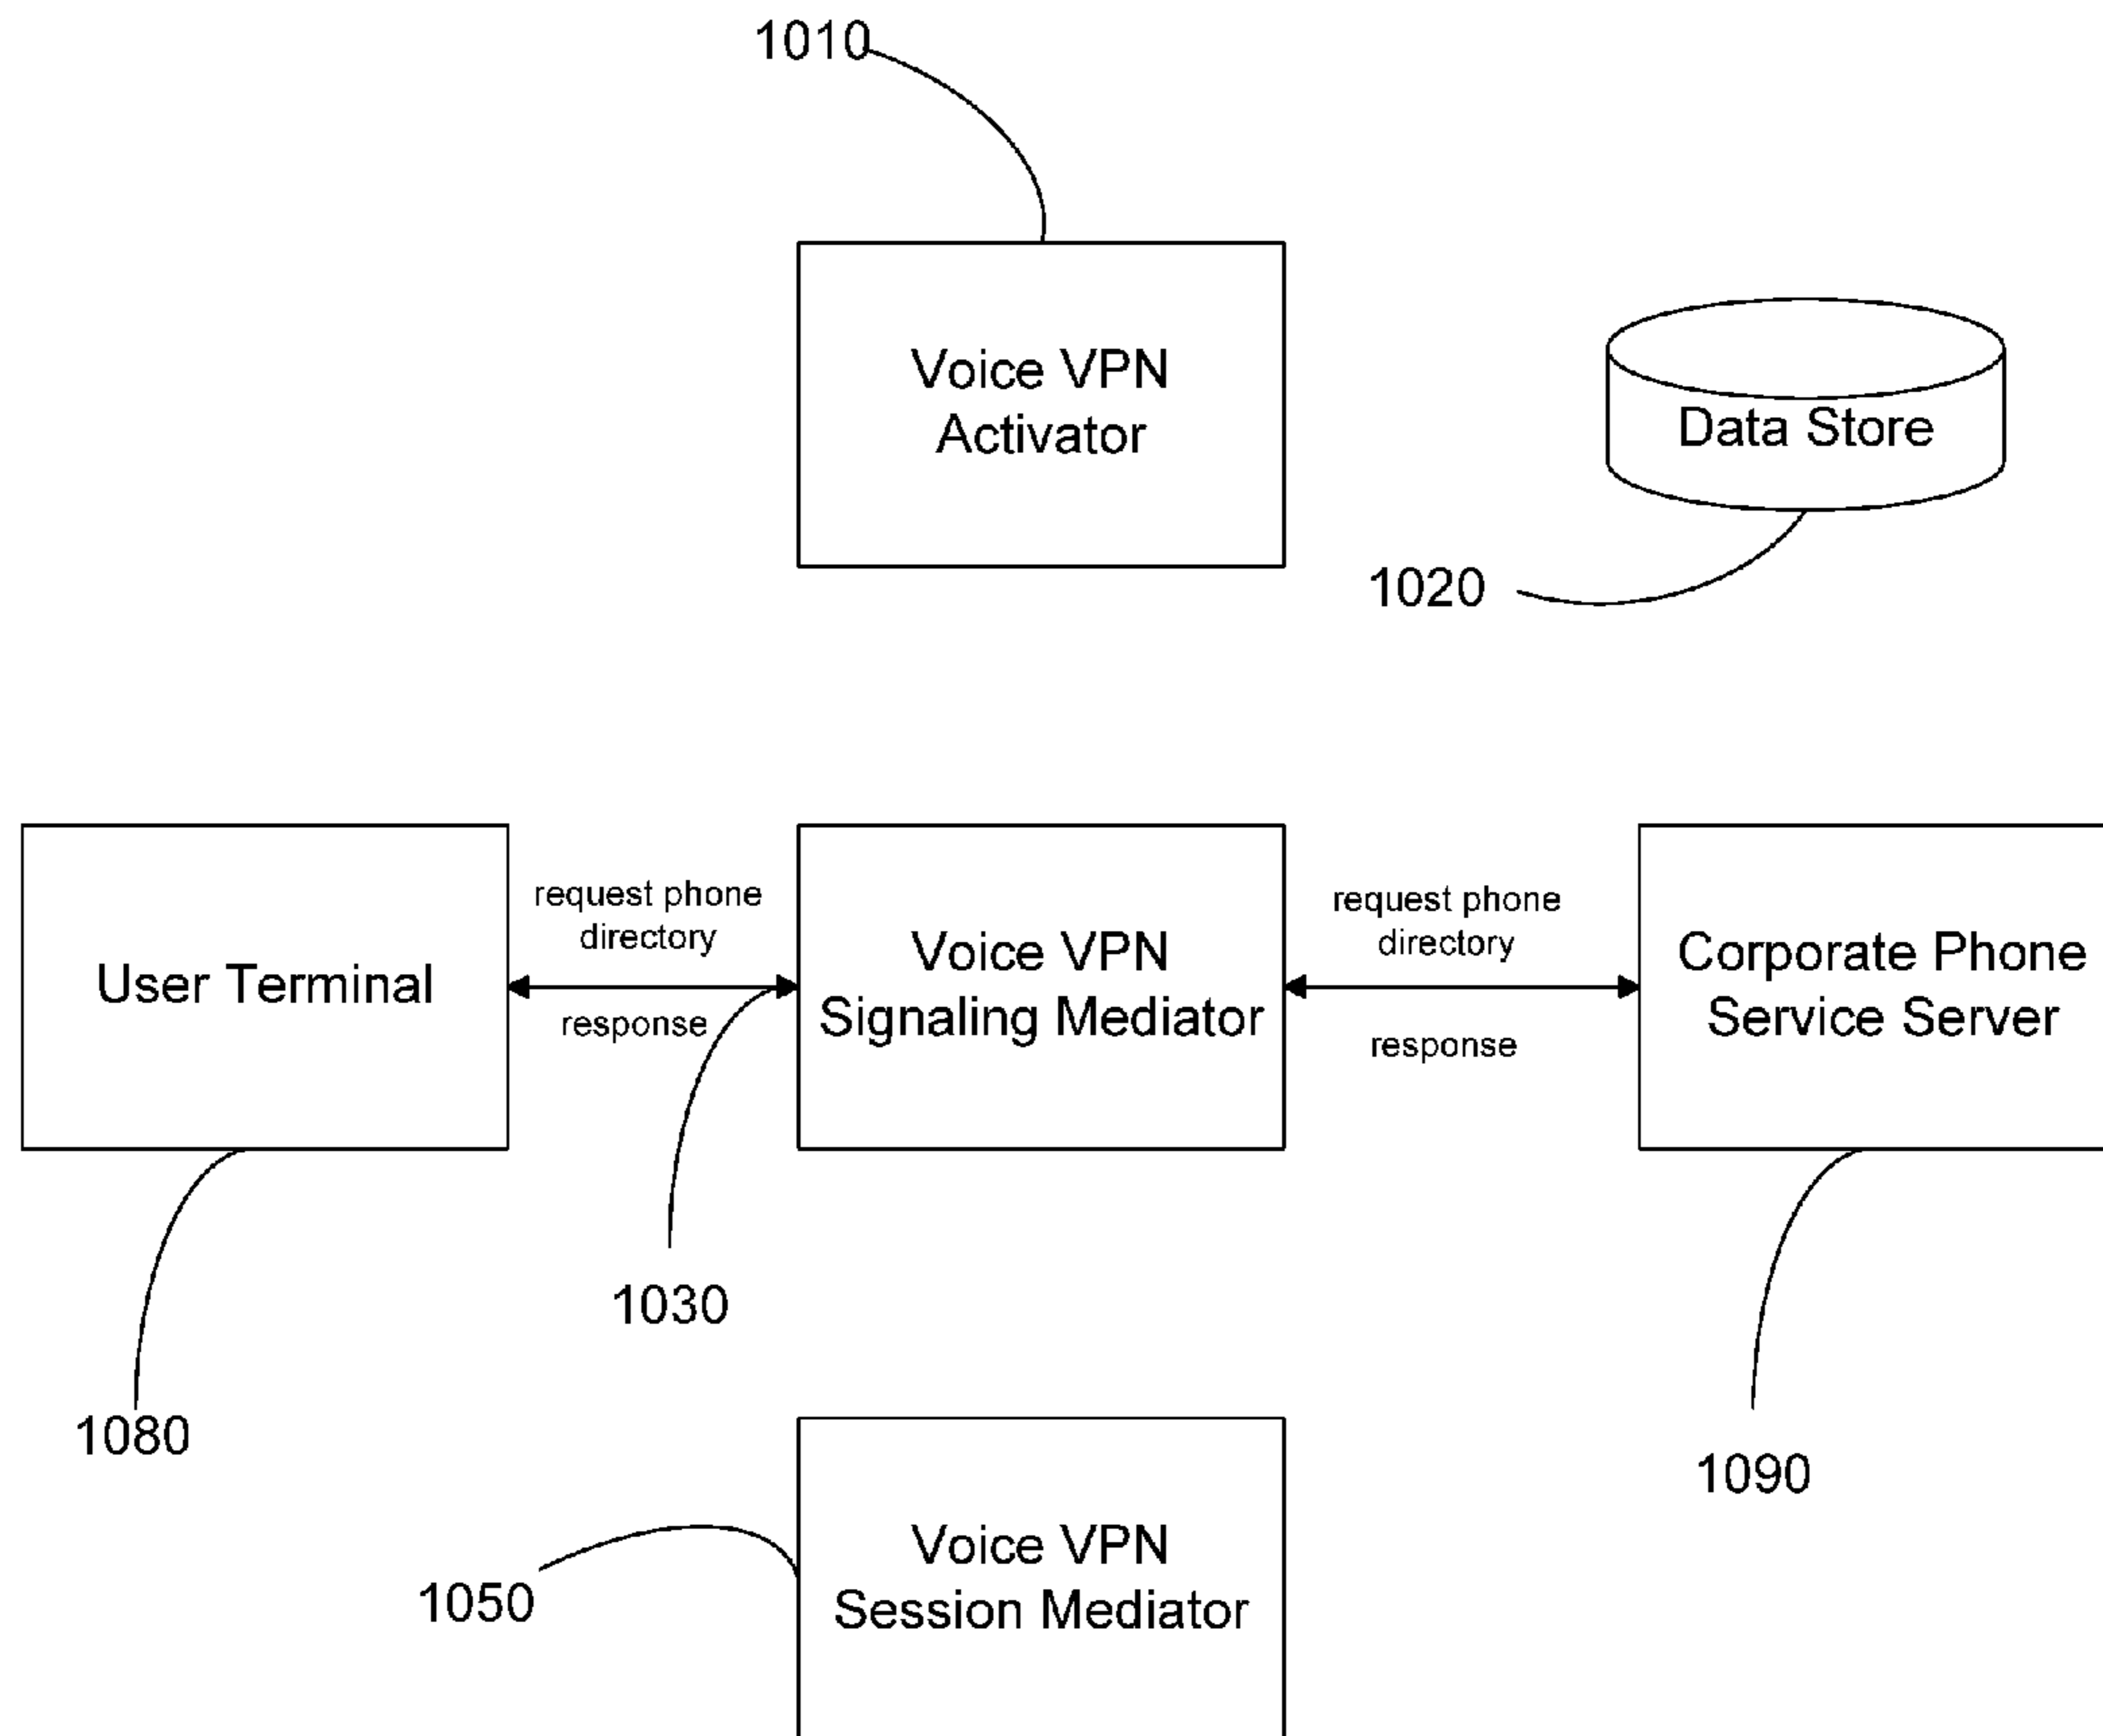 1010
Voice VPN
Activator
Data Store
1020
User Terminal
request phone
directory
response
Voice VPN
Signaling Mediator
request phone
directory
response
Corporate Phone
Service Server
1030
1080
1090
1050
Voice VPN
Session Mediator